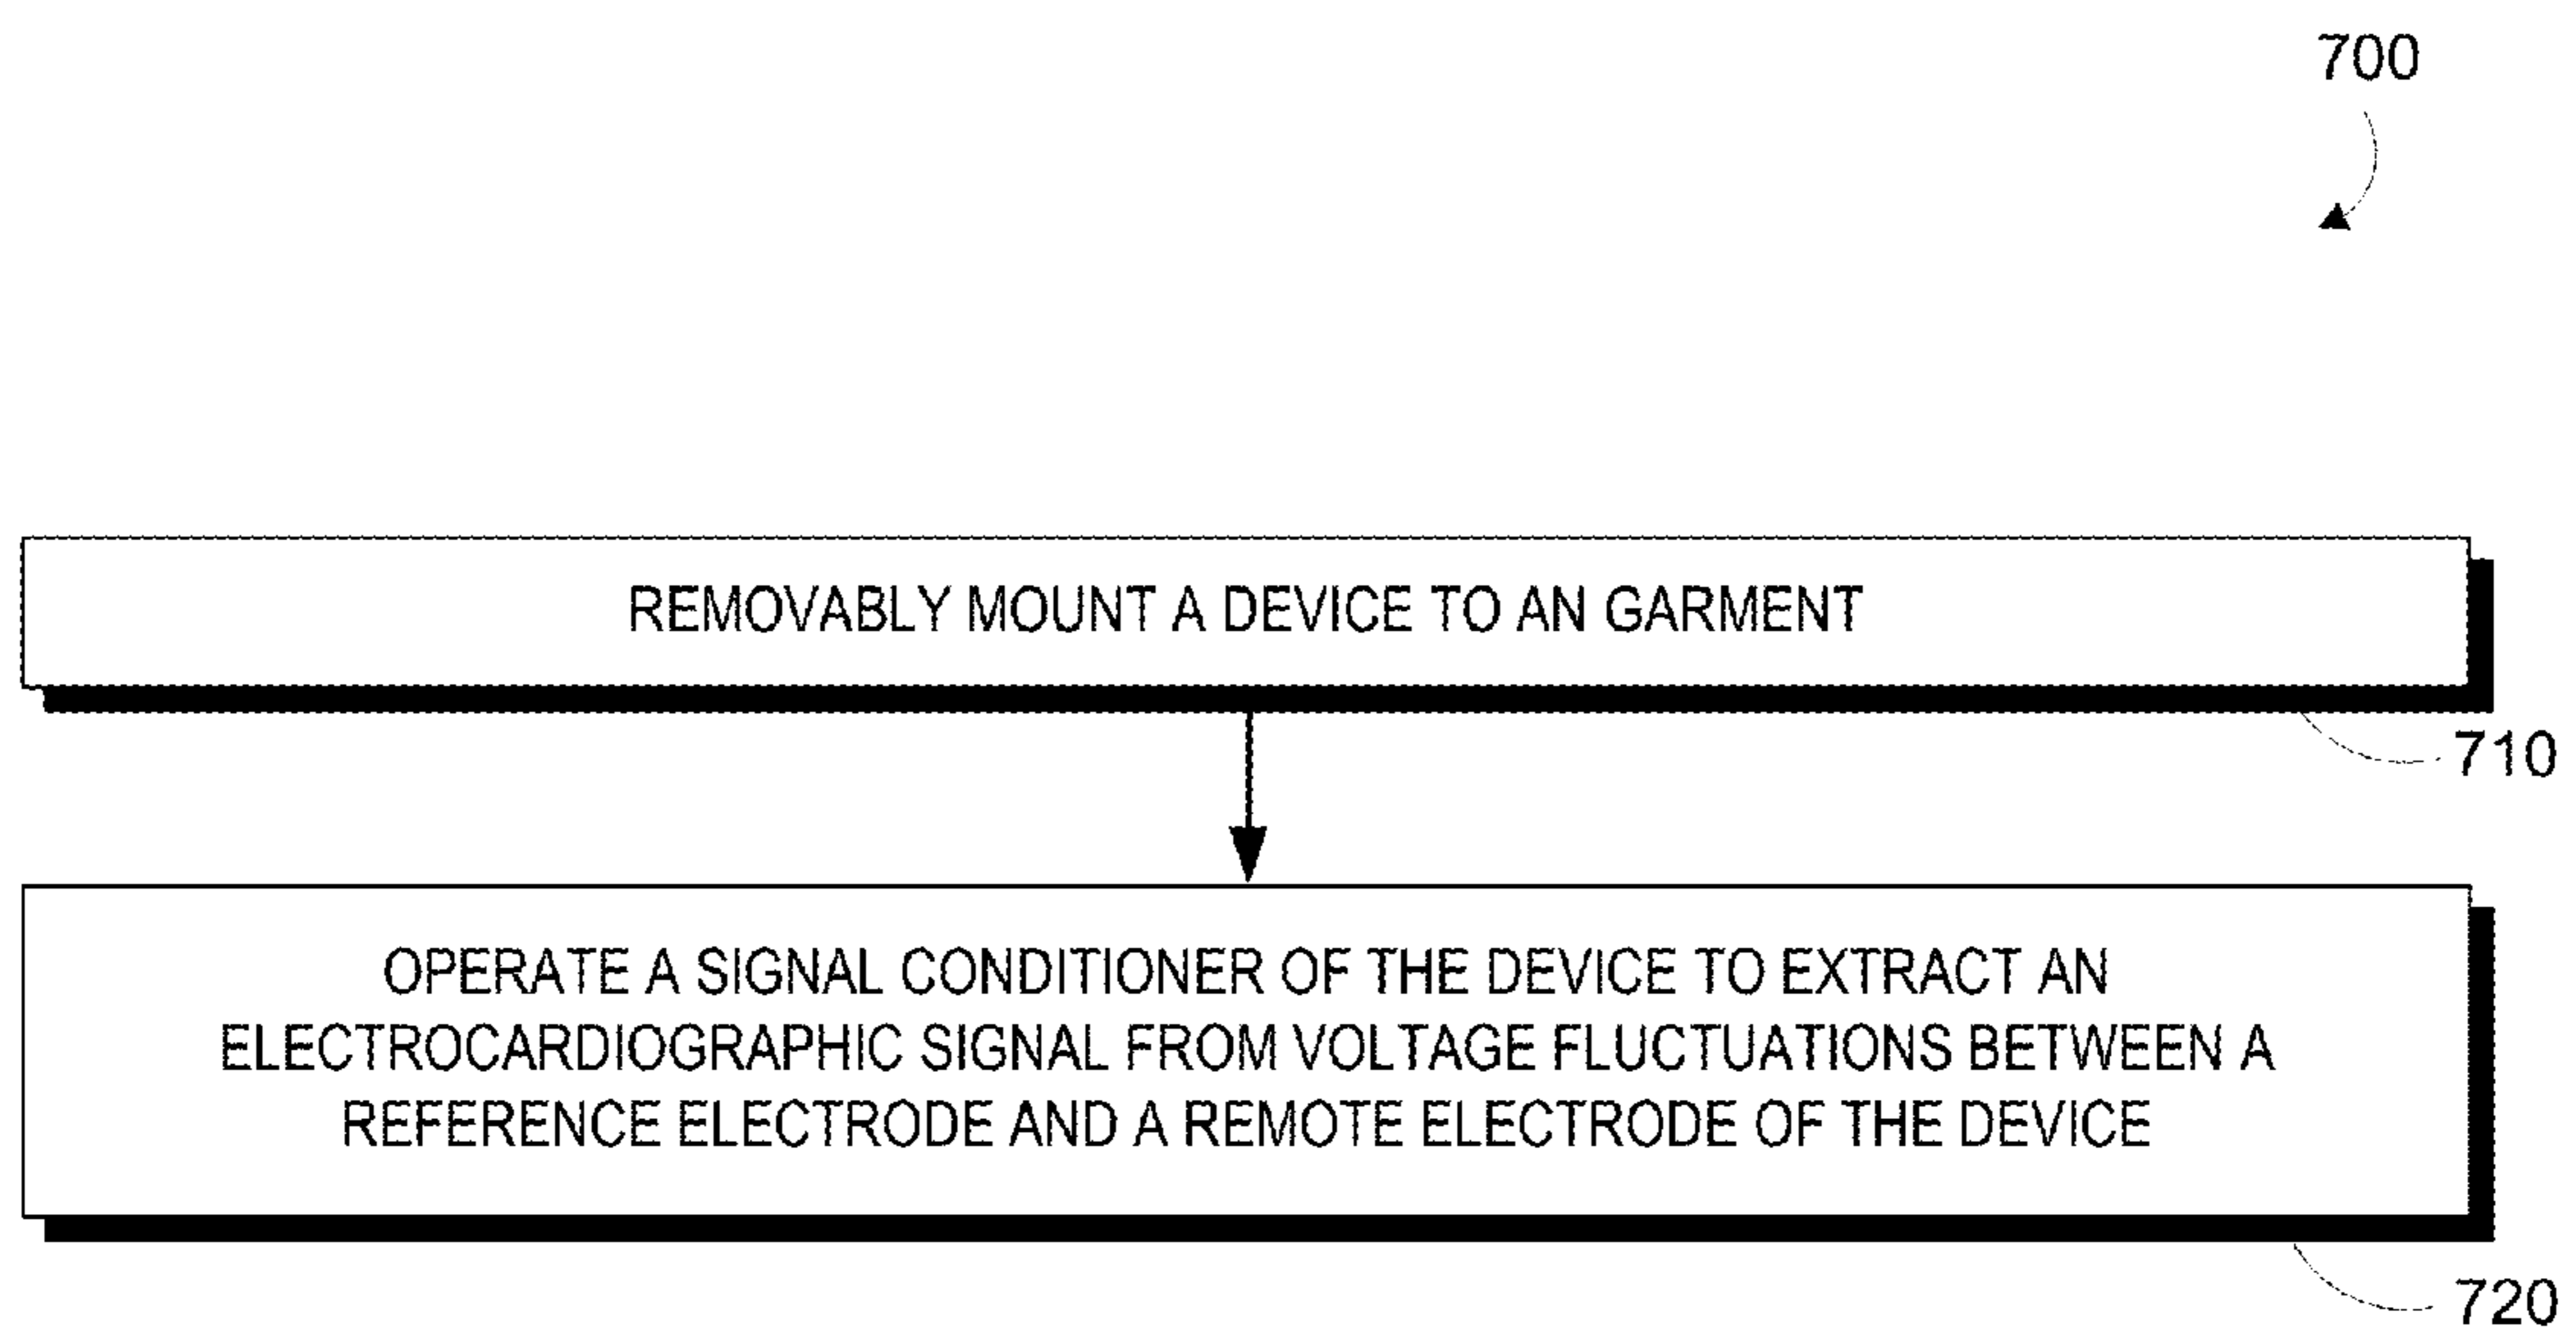 700
REMOVABLY MOUNT A DEVICE TO AN GARMENT
710
OPERATE A SIGNAL CONDITIONER OF THE DEVICE TO EXTRACT AN
ELECTROCARDIOGRAPHIC SIGNAL FROM VOLTAGE FLUCTUATIONS BETWEEN A
REFERENCE ELECTRODE AND A REMOTE ELECTRODE OF THE DEVICE
720